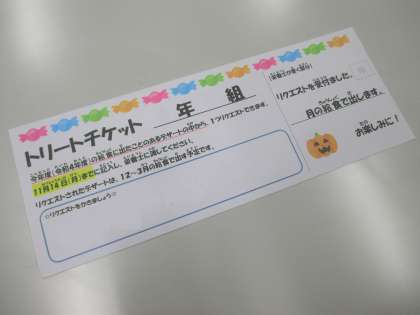 トリートチケット　年　組
今年度（令和4年度）の給食に出たことのあるデザートの中から、1つリクエストできます。
11月14日（月）までに記入し、栄養士に渡してください。
リクエストされたデザートは、12～3月の給食で出す予定です。
☆リクエストをかきましょう☆
（栄養士が書く部分）
リクエストを受付ました。
月の給食で出します。
お楽しみに！